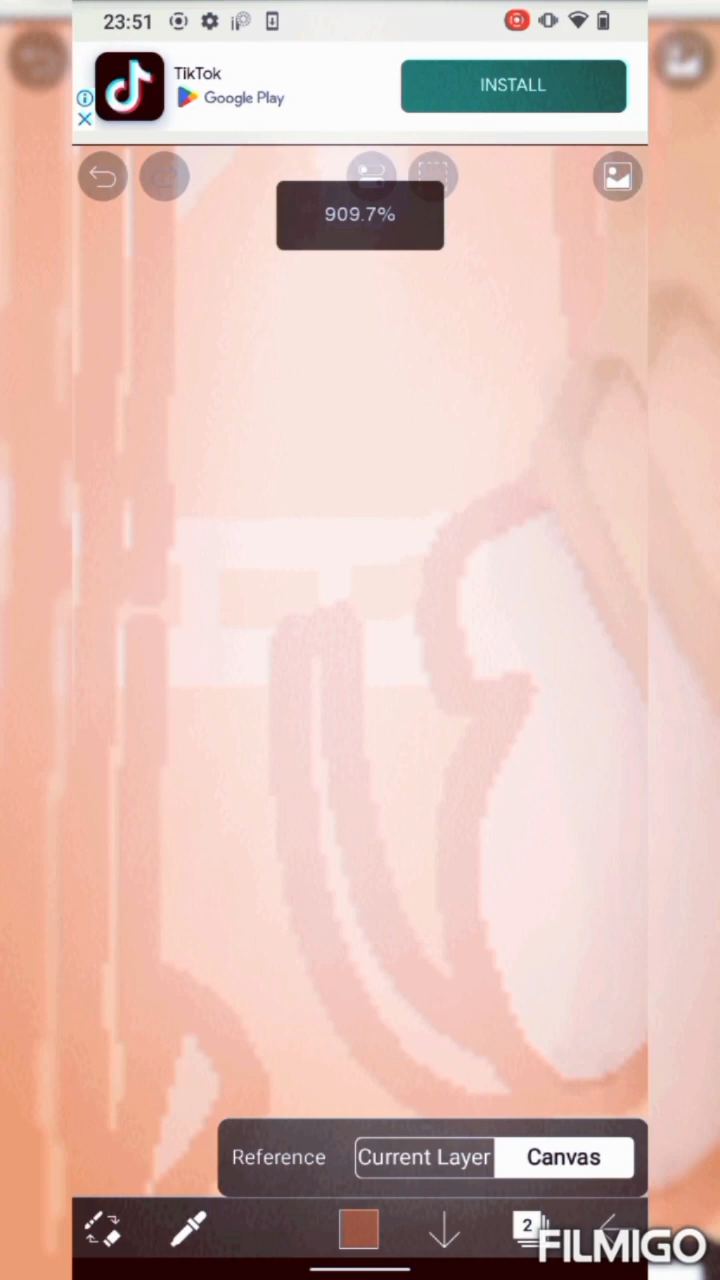 23:51
TikTok
Google Play
INSTALL
909.7%
Reference
Current Layer
Canvas
2
FILMIGO